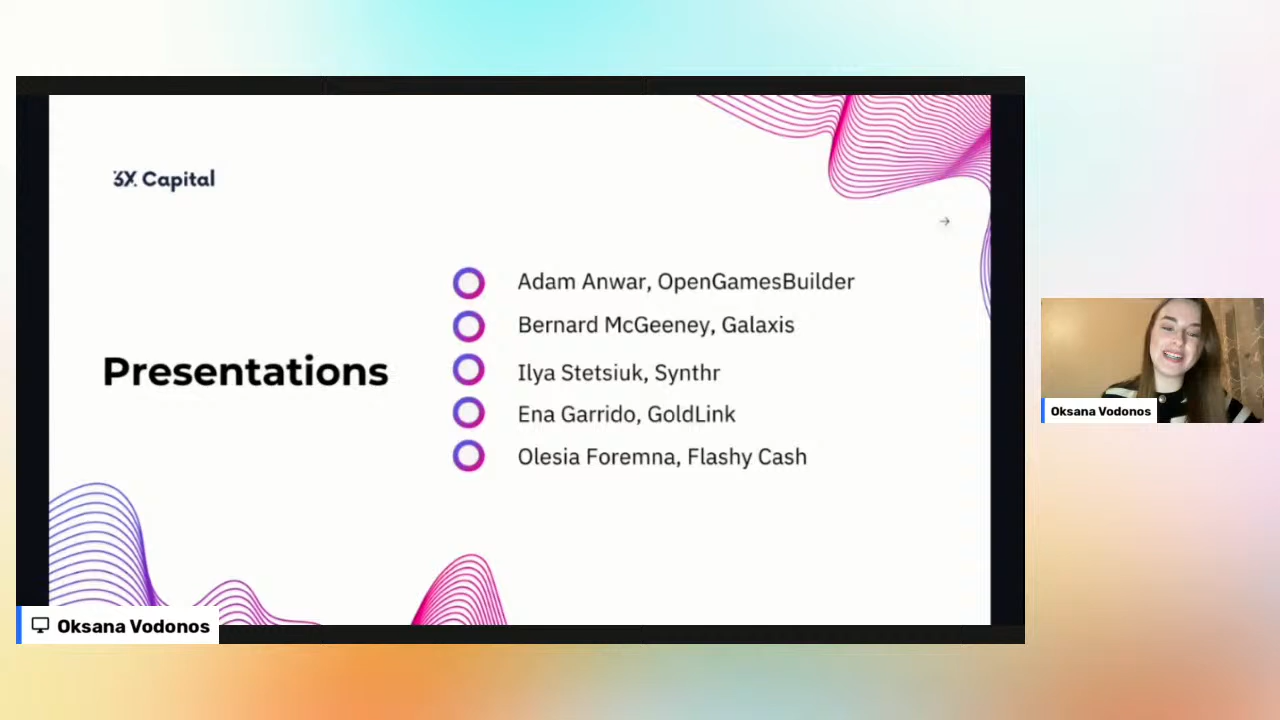 3X Capital
Presentations
Adam Anwar, OpenGamesBuilder
Bernard McGeeney, Galaxis
Ilya Stetsiuk, Synthr
Ena Garrido, GoldLink
Olesia Foremna, Flashy Cash
Oksana Vodonos
Oksana Vodonos